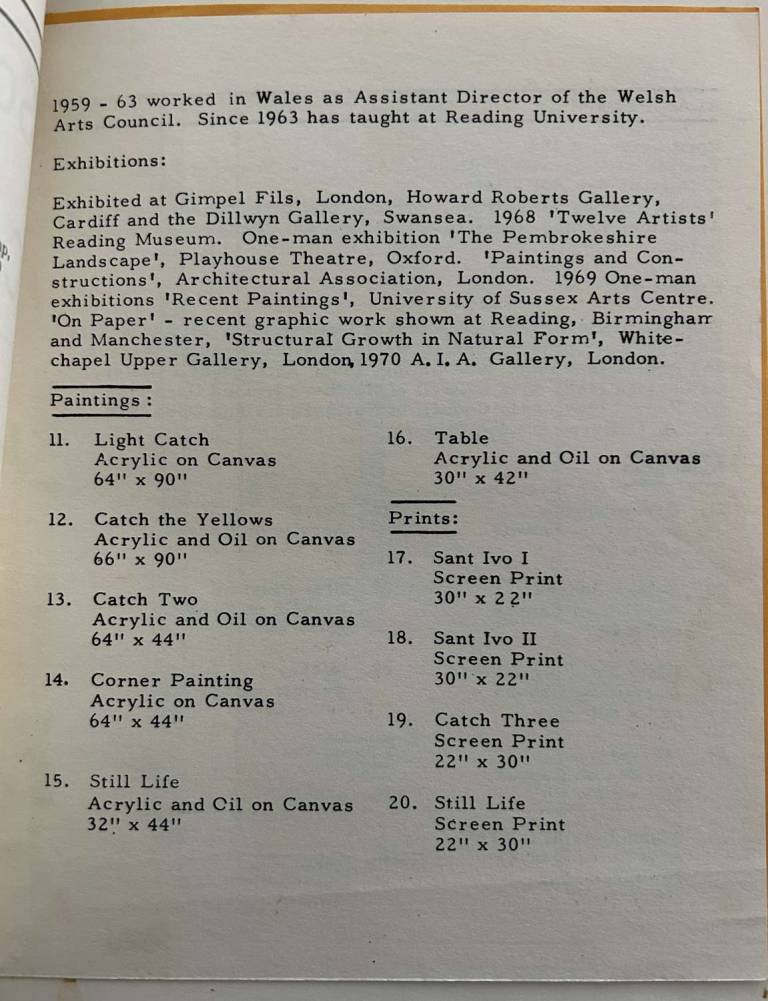 1959 - 63 worked in Wales as Assistant Director of the Welsh
Arts Council. Since 1963 has taught at Reading University.
Exhibitions:
Exhibited at Gimpel Fils, London, Howard Roberts Gallery,
Cardiff and the Dillwyn Gallery, Swansea. 1968 'Twelve Artists'
Reading Museum. One-man exhibition 'The Pembrokeshire
Landscape', Playhouse Theatre, Oxford. 'Paintings and Con-
structions', Architectural Association, London. 1969 One-man
exhibitions 'Recent Paintings', University of Sussex Arts Centre.
'On Paper' - recent graphic work shown at Reading, Birmingham
and Manchester, 'Structural Growth in Natural Form', White-
chapel Upper Gallery, London, 1970 A. I. A. Gallery, London.
Paintings :
11. Light Catch
Acrylic on Canvas
64" x 90"
12. Catch the Yellows
Acrylic and Oil on Canvas
66" x 90"
13. Catch Two
Acrylic and Oil on Canvas
64" x 44"
14. Corner Painting
Acrylic on Canvas
64" x 44"
15. Still Life
Acrylic and Oil on Canvas
32" x 44"
16. Table
Acrylic and Oil on Canvas
30" x 42"
Prints:
17. Sant Ivo I
Screen Print
30" x 22"
18. Sant Ivo II
Screen Print
30" x 22"
19. Catch Three
Screen Print
22" x 30"
20. Still Life
Screen Print
22" x 30"